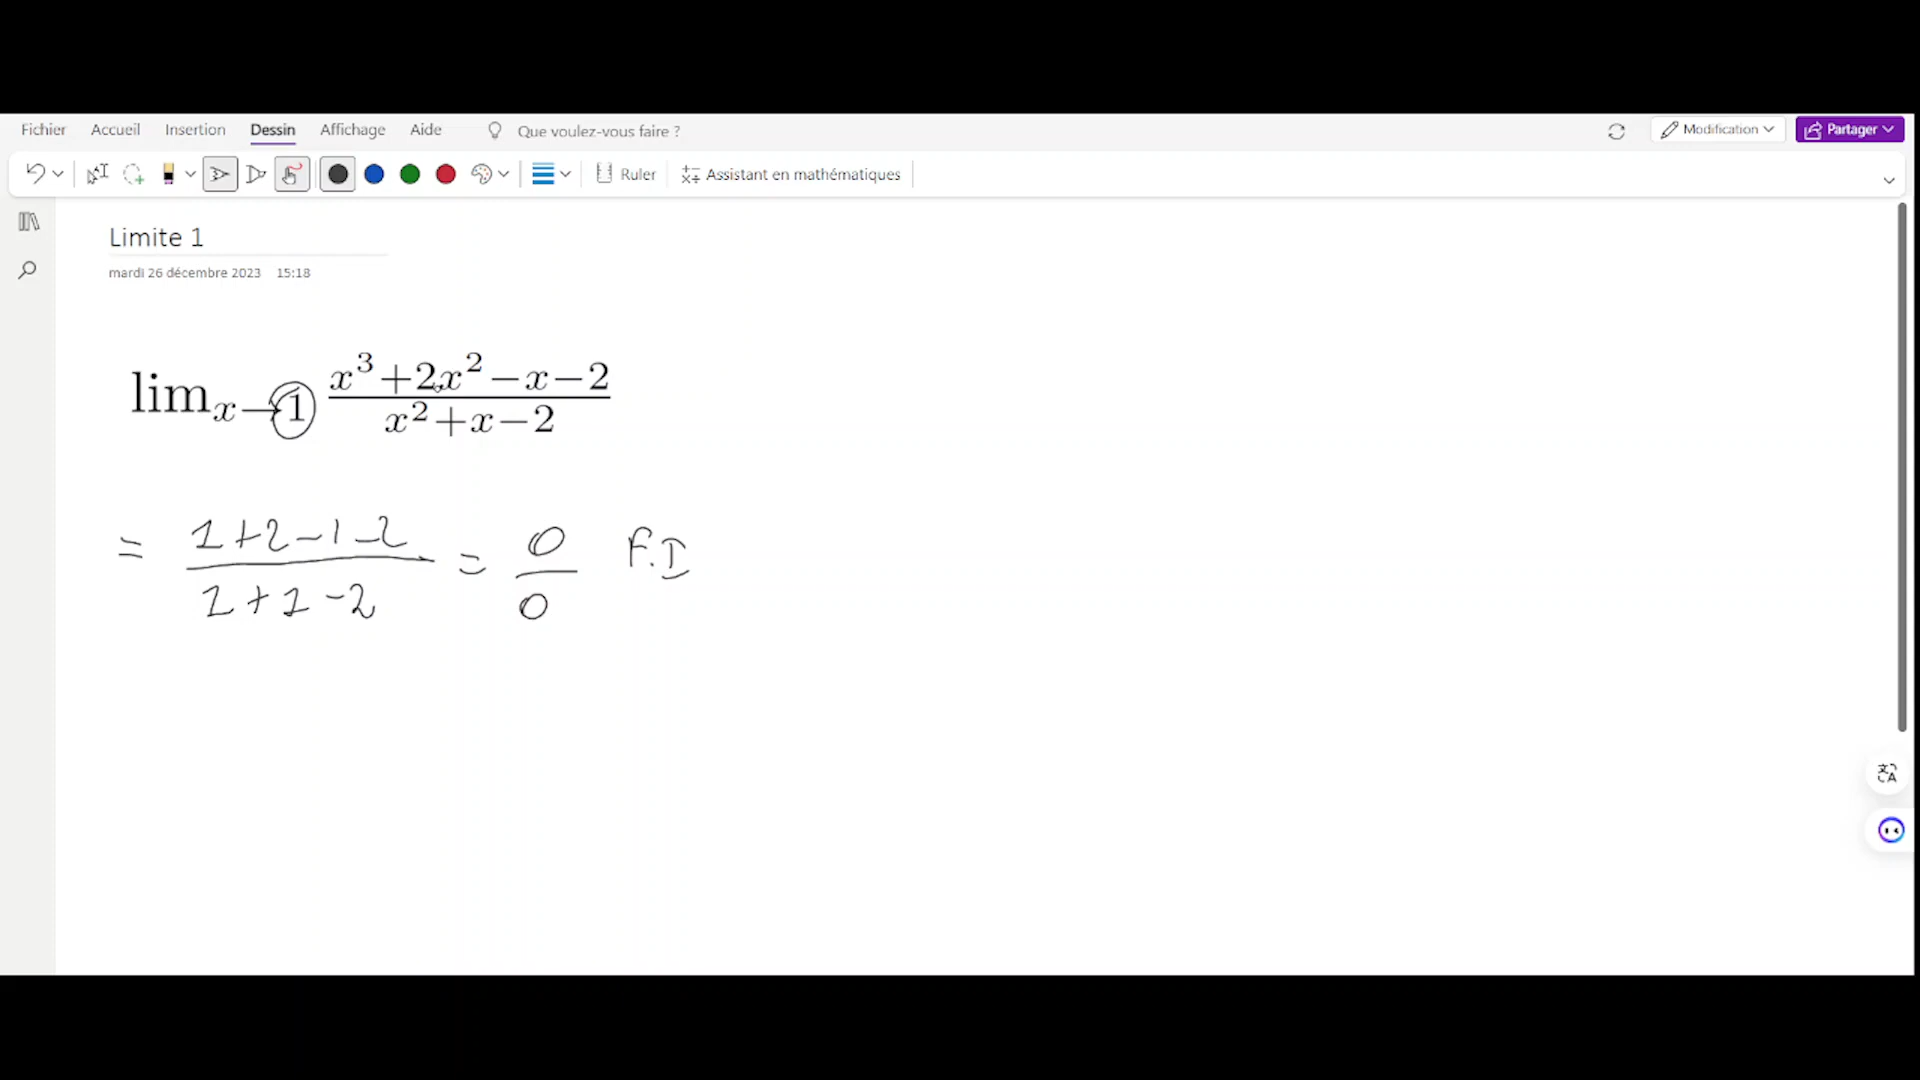 Fichier Accueil Insertion Dessin Affichage Aide Que voulez-vous faire ? Modification Partager
Ruler Assistant en mathématiques
Limite 1
mardi 26 décembre 2023 15:18
lim x→1 (x³+2x²−x−2)/(x²+x−2)
= (1+2−1−2)/(1+1−2) = 0/0 F.I